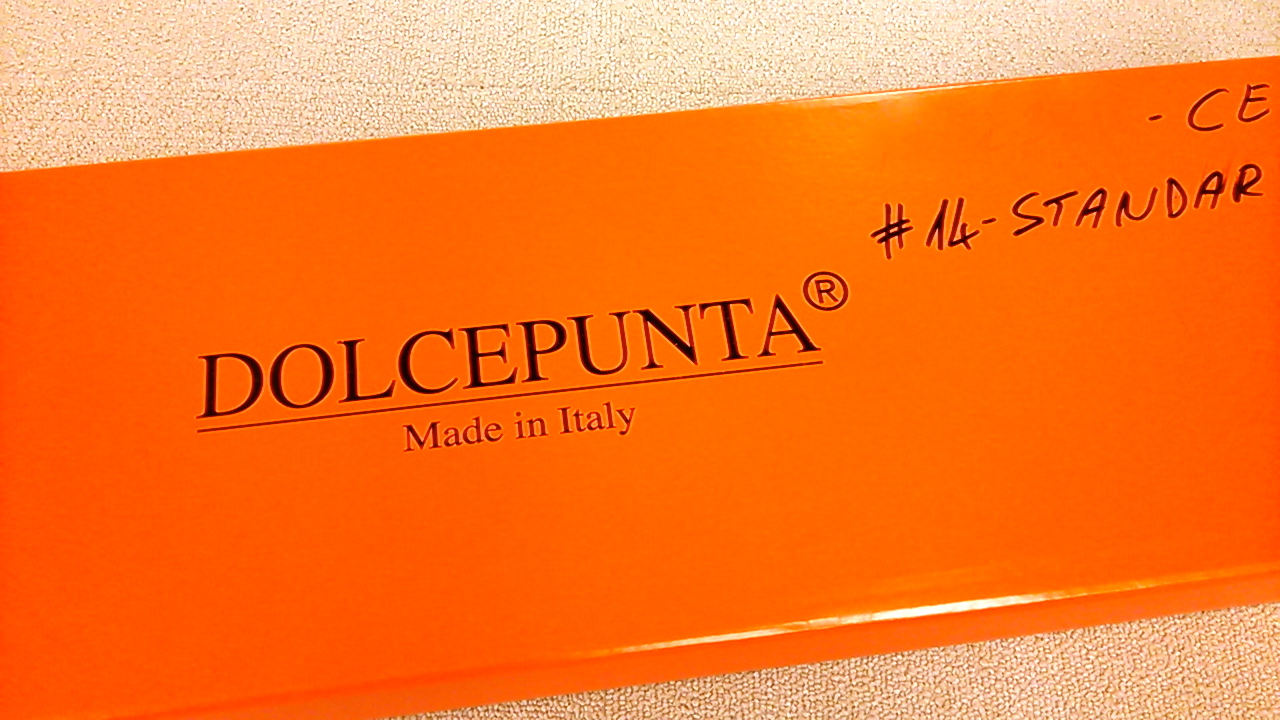 - CE
#14-STANDAR
DOLCEPUNTA®
Made in Italy